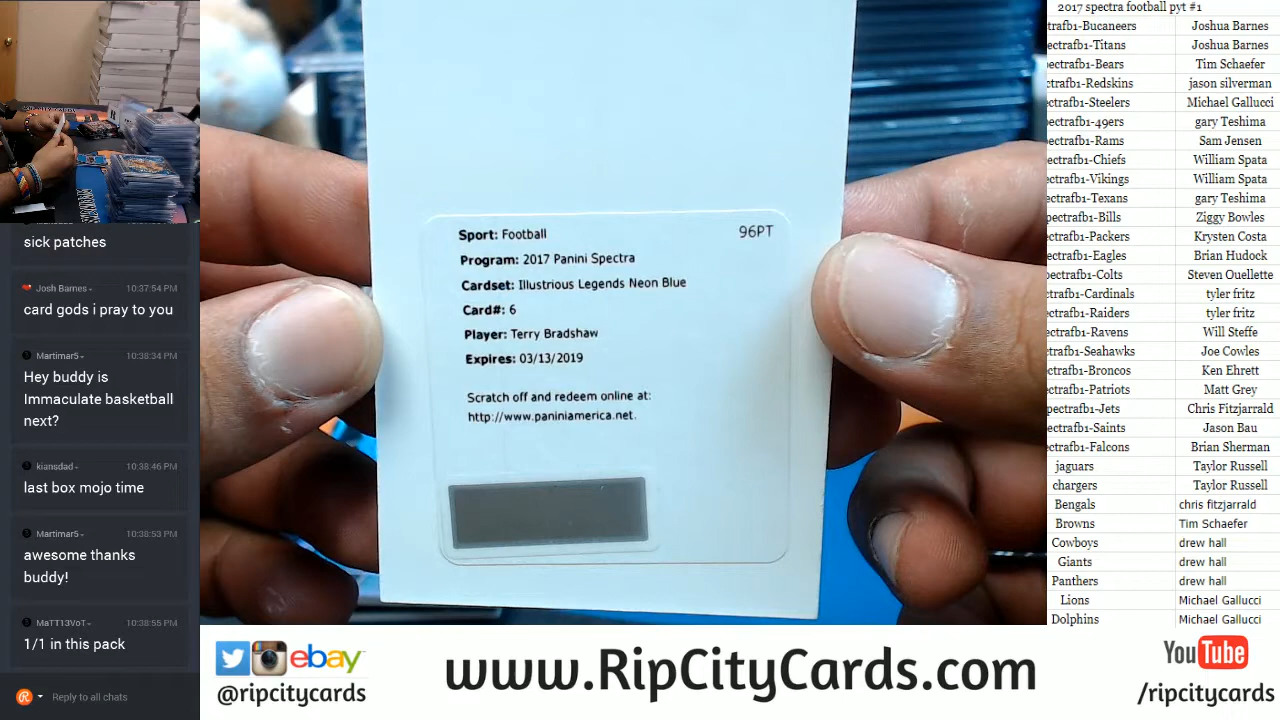 sick patches
Josh Barnes 10:37:54 PM
card gods i pray to you
Martimar5 10:38:34 PM
Hey buddy is
Immaculate basketball
next?
kiansdad 10:38:46 PM
last box mojo time
Martimar5 10:38:53 PM
awesome thanks
buddy!
MaTT13VoT 10:38:55 PM
1/1 in this pack
Reply to all chats
Sport: Football 96PT
Program: 2017 Panini Spectra
Cardset: Illustrious Legends Neon Blue
Card#: 6
Player: Terry Bradshaw
Expires: 03/13/2019
Scratch off and redeem online at:
http://www.paniniamerica.net.
2017 spectra football pyt #1
trafb1-Bucaneers Joshua Barnes
ectrafb1-Titans Joshua Barnes
ectrafb1-Bears Tim Schaefer
ectrafb1-Redskins jason silverman
ectrafb1-Steelers Michael Gallucci
pectrafb1-49ers gary Teshima
ectrafb1-Rams Sam Jensen
ectrafb1-Chiefs William Spata
ectrafb1-Vikings William Spata
ectrafb1-Texans gary Teshima
ectrafb1-Bills Ziggy Bowles
ectrafb1-Packers Krysten Costa
ectrafb1-Eagles Brian Hudock
ectrafb1-Colts Steven Ouellette
ectrafb1-Cardinals tyler fritz
ectrafb1-Raiders tyler fritz
ectrafb1-Ravens Will Steffe
ectrafb1-Seahawks Joe Cowles
ectrafb1-Broncos Ken Ehrett
ectrafb1-Patriots Matt Grey
pectrafb1-Jets Chris Fitzjarrald
ectrafb1-Saints Jason Bau
ectrafb1-Falcons Brian Sherman
jaguars Taylor Russell
chargers Taylor Russell
Bengals chris fitzjarrald
Browns Tim Schaefer
Cowboys drew hall
Giants drew hall
Panthers drew hall
Lions Michael Gallucci
Dolphins Michael Gallucci
ebay
@ripcitycards
www.RipCityCards.com
YouTube
/ripcitycards